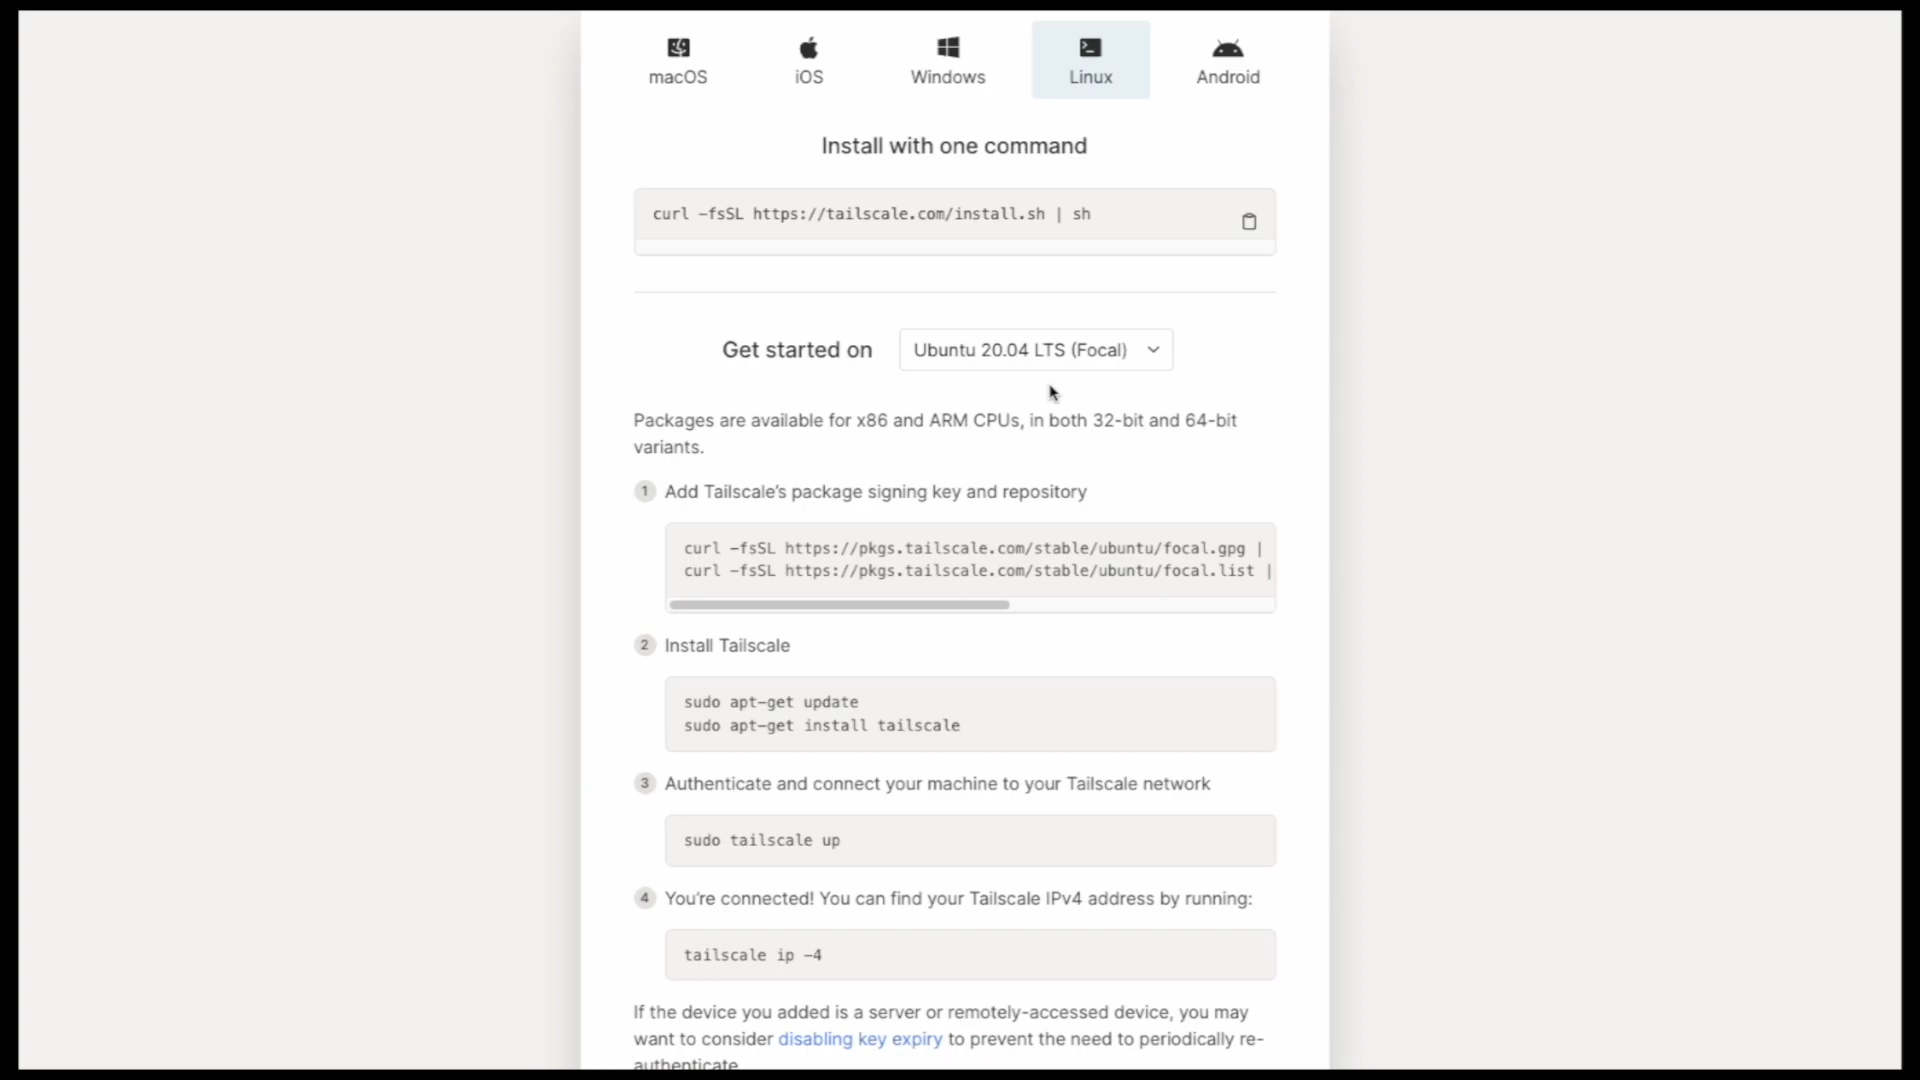 macOS
iOS
Windows
Linux
Android
Install with one command
curl -fsSL https://tailscale.com/install.sh | sh
Get started on
Ubuntu 20.04 LTS (Focal)
Packages are available for x86 and ARM CPUs, in both 32-bit and 64-bit
variants.
1 Add Tailscale’s package signing key and repository
curl -fsSL https://pkgs.tailscale.com/stable/ubuntu/focal.gpg |
curl -fsSL https://pkgs.tailscale.com/stable/ubuntu/focal.list |
2 Install Tailscale
sudo apt-get update
sudo apt-get install tailscale
3 Authenticate and connect your machine to your Tailscale network
sudo tailscale up
4 You’re connected! You can find your Tailscale IPv4 address by running:
tailscale ip -4
If the device you added is a server or remotely-accessed device, you may
want to consider disabling key expiry to prevent the need to periodically re-
authenticate.